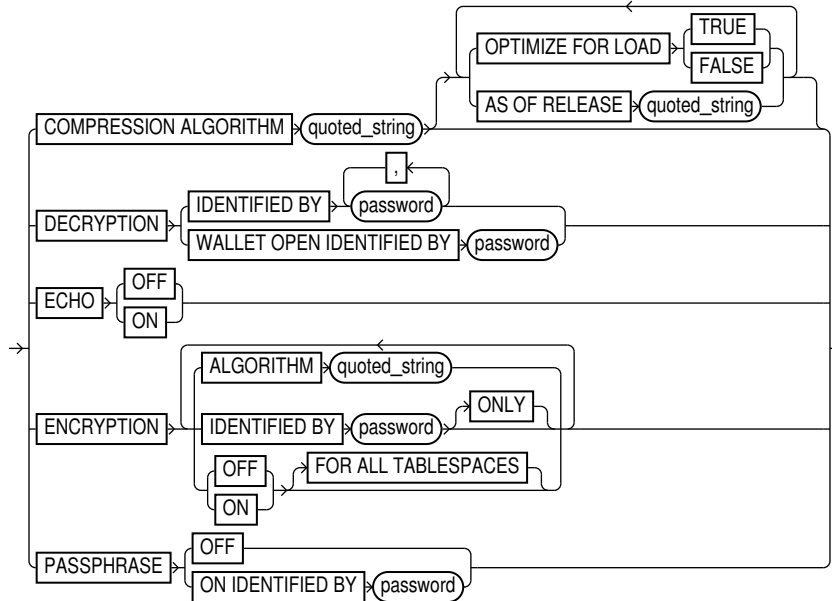 TRUE
OPTIMIZE FOR LOAD
FALSE
AS OF RELEASE quoted_string
COMPRESSION ALGORITHM quoted_string
,
IDENTIFIED BY password
DECRYPTION
WALLET OPEN IDENTIFIED BY password
OFF
ECHO
ON
ALGORITHM quoted_string
ONLY
ENCRYPTION IDENTIFIED BY password
OFF FOR ALL TABLESPACES
ON
OFF
PASSPHRASE
ON IDENTIFIED BY password